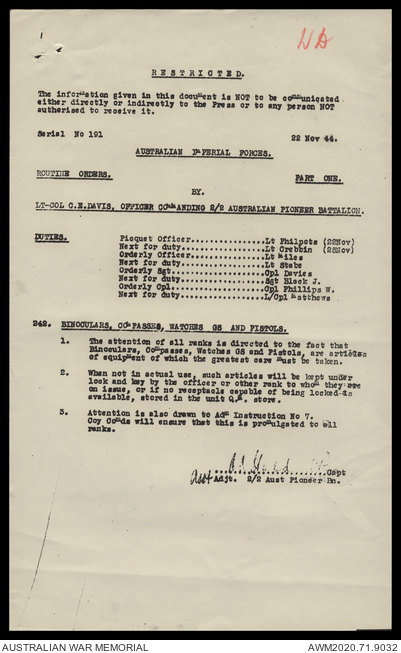 WD
RESTRICTED.
The information given in this document is NOT to be communicated
either directly or indirectly to the Press or to any person NOT
authorised to receive it.
Serial No 191 22 Nov 44.
AUSTRALIAN IMPERIAL FORCES.
ROUTINE ORDERS. PART ONE.
BY.
LT-COL C.E.DAVIS, OFFICER COMMANDING 2/2 AUSTRALIAN PIONEER BATTALION.
DUTIES. Picquet Officer...............Lt Philpots (22Nov)
Next for duty.................Lt Crebbin (23Nov)
Orderly Officer...............Lt Miles
Next for duty.................Lt Stebe
Orderly Sgt...................Cpl Davies
Next for duty.................Sgt Black J.
Orderly Cpl...................Cpl Phillips W.
Next for duty.................L/Cpl Matthews
242. BINOCULARS, COMPASSES, WATCHES GS AND PISTOLS.
1. The attention of all ranks is directed to the fact that
Binoculars, Compasses, Watches GS and Pistols, are articles
of equipment of which the greatest care must be taken.
2. When not in actual use, such articles will be kept under
lock and key by the officer or other rank to whom they are
on issue, or if no receptacle capable of being locked is
available, stored in the unit Q.M. store.
3. Attention is also drawn to Adm Instruction No 7.
Coy Comds will ensure that this is promulgated to all
ranks.
Capt
Asst Adjt. 2/2 Aust Pioneer Bn.
AUSTRALIAN WAR MEMORIAL AWM2020.71.9032